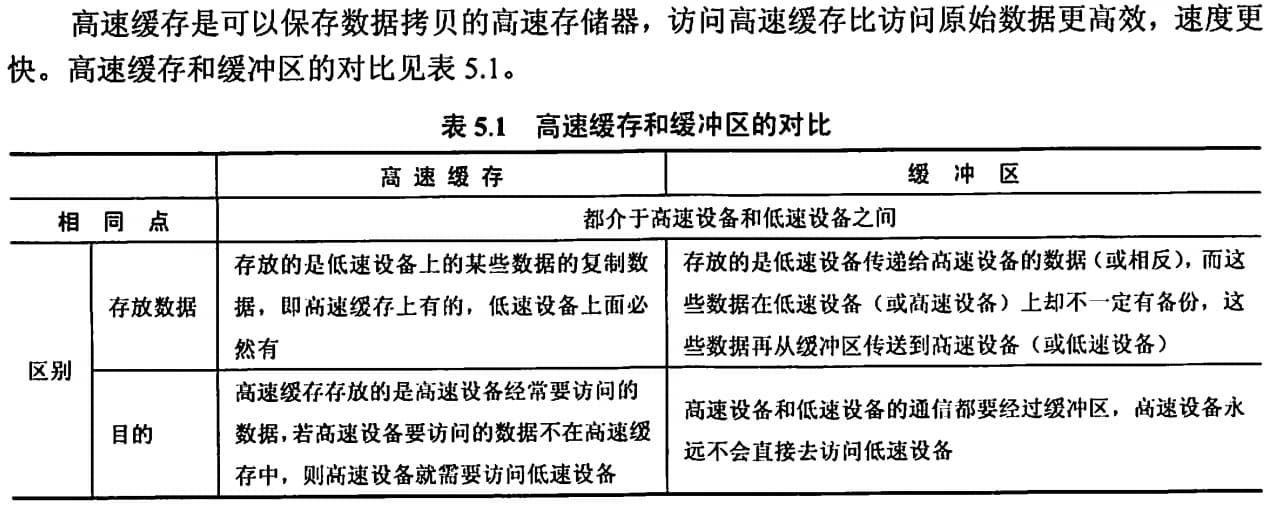 高速缓存是可以保存数据拷贝的高速存储器，访问高速缓存比访问原始数据更高效，速度更
快。高速缓存和缓冲区的对比见表 5.1。
表 5.1 高速缓存和缓冲区的对比
高 速 缓 存
缓 冲 区
相 同 点
都介于高速设备和低速设备之间
区别
存放数据
存放的是低速设备上的某些数据的复制数
据，即高速缓存上有的，低速设备上面必
然有
存放的是低速设备传递给高速设备的数据（或相反），而这
些数据在低速设备（或高速设备）上却不一定有备份，这
些数据再从缓冲区传送到高速设备（或低速设备）
目的
高速缓存存放的是高速设备经常要访问的
数据，若高速设备要访问的数据不在高速缓
存中，则高速设备就需要访问低速设备
高速设备和低速设备的通信都要经过缓冲区，高速设备永
远不会直接去访问低速设备